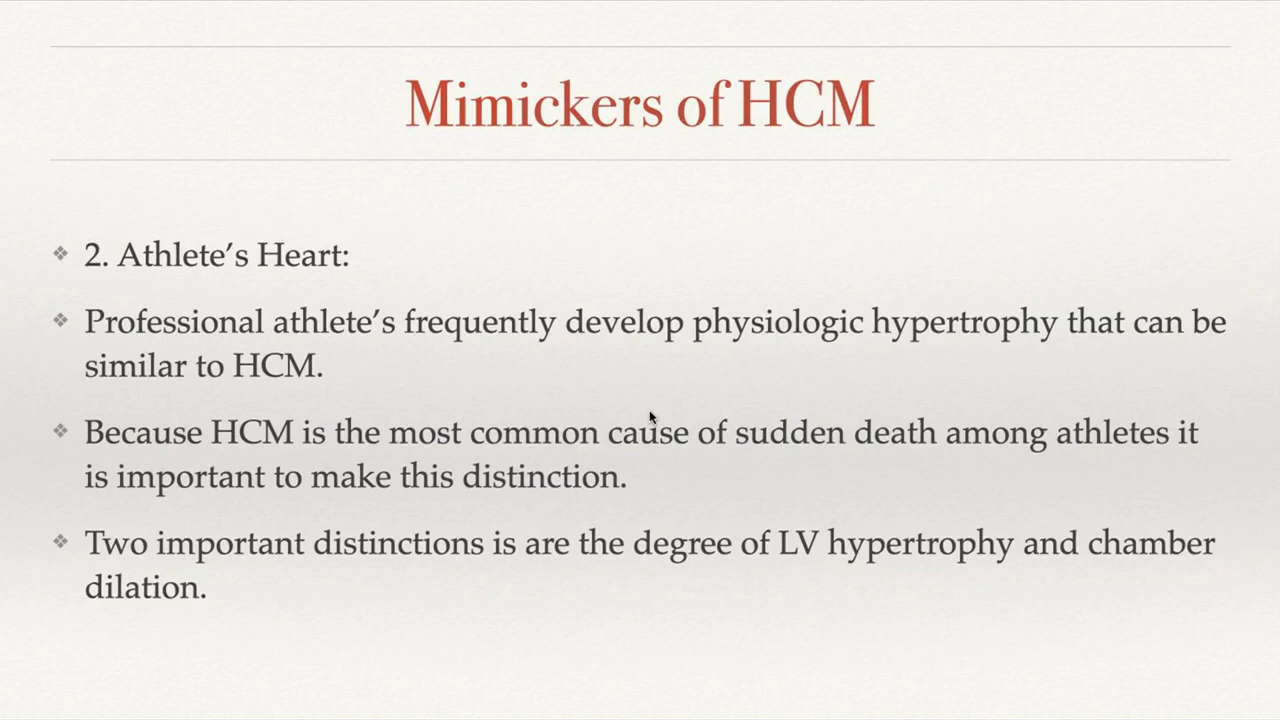 Mimickers of HCM
2. Athlete’s Heart:
Professional athlete’s frequently develop physiologic hypertrophy that can be
similar to HCM.
Because HCM is the most common cause of sudden death among athletes it
is important to make this distinction.
Two important distinctions is are the degree of LV hypertrophy and chamber
dilation.